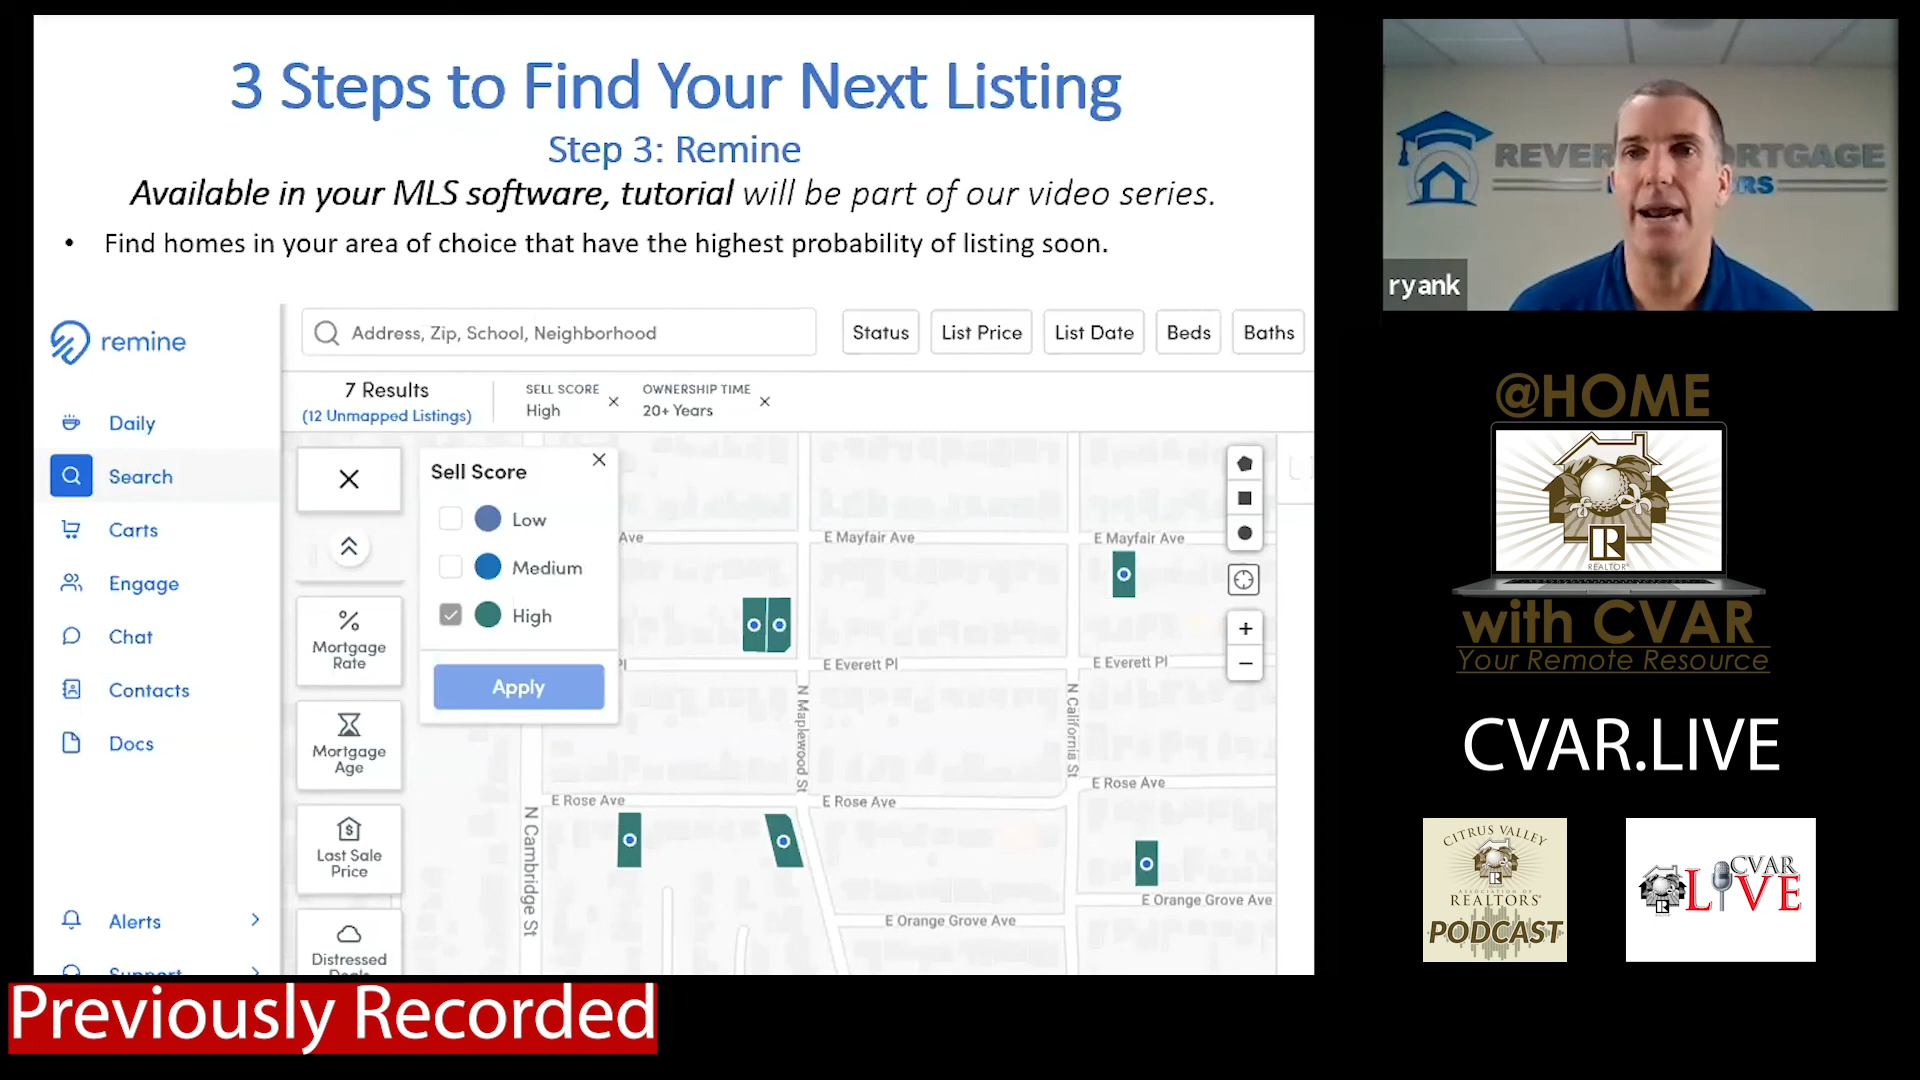 3 Steps to Find Your Next Listing
Step 3: Remine
Available in your MLS software, tutorial will be part of our video series.
• Find homes in your area of choice that have the highest probability of listing soon.
remine
Address, Zip, School, Neighborhood
Status
List Price
List Date
Beds
Baths
7 Results
(12 Unmapped Listings)
SELL SCORE
High
OWNERSHIP TIME
20+ Years
Daily
Search
Carts
Engage
Chat
Contacts
Docs
Alerts
Support
Sell Score
Low
Medium
High
Apply
Mortgage
Rate
Mortgage
Age
Last Sale
Price
Distressed
Deals
Ave
E Mayfair Ave
E Mayfair Ave
Pl
E Everett Pl
E Everett Pl
N Maplewood St
N California St
E Rose Ave
E Rose Ave
E Rose Ave
N Cambridge St
E Orange Grove Ave
E Orange Grove Ave
ryank
@HOME
REALTOR®
with CVAR
Your Remote Resource
CVAR.LIVE
CITRUS VALLEY
ASSOCIATION OF
REALTORS®
PODCAST
CVAR
LIVE
Previously Recorded